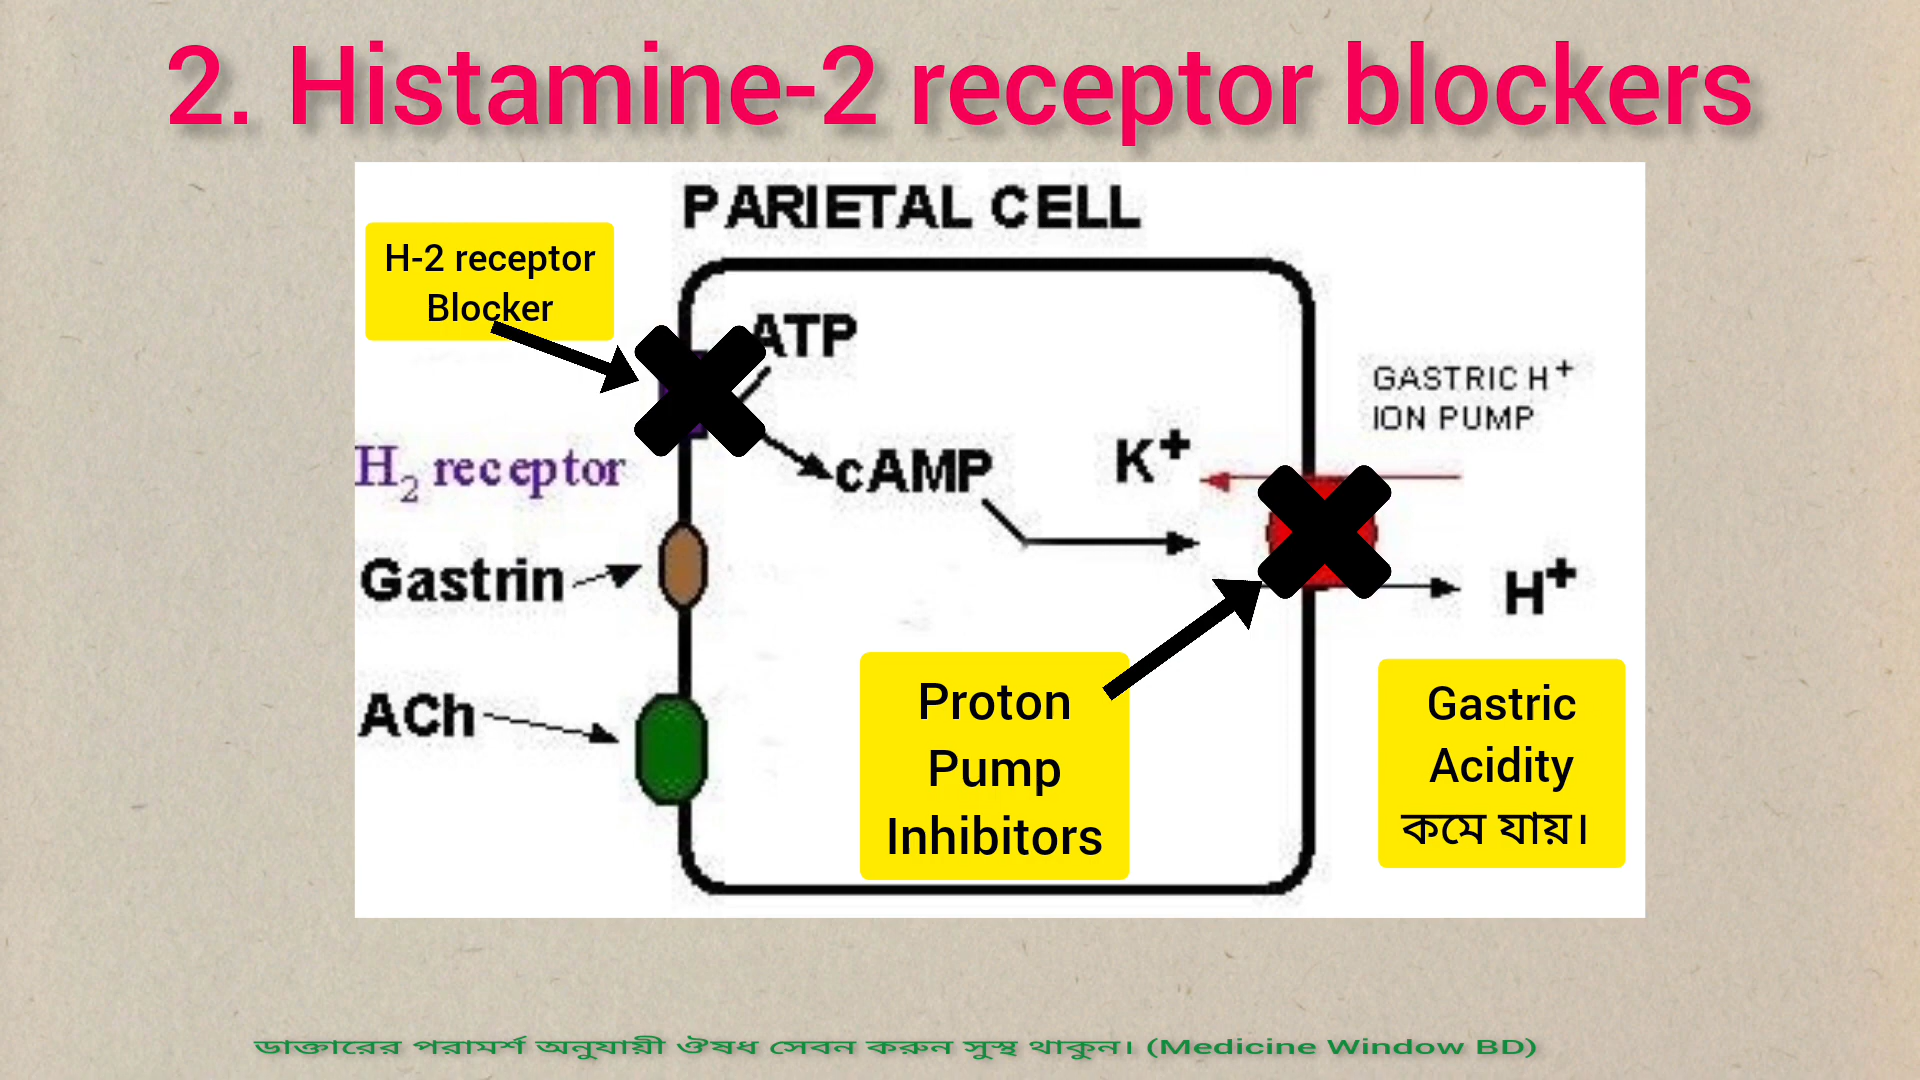 2. Histamine-2 receptor blockers
PARIETAL CELL
H-2 receptor
Blocker
ATP
GASTRIC H+
ION PUMP
H2 receptor
cAMP
K+
Gastrin
H+
ACh
Proton
Pump
Inhibitors
Gastric
Acidity
কমে যায়।
ডাক্তারের পরামর্শ অনুযায়ী ঔষধ সেবন করুন সুস্থ থাকুন। (Medicine Window BD)